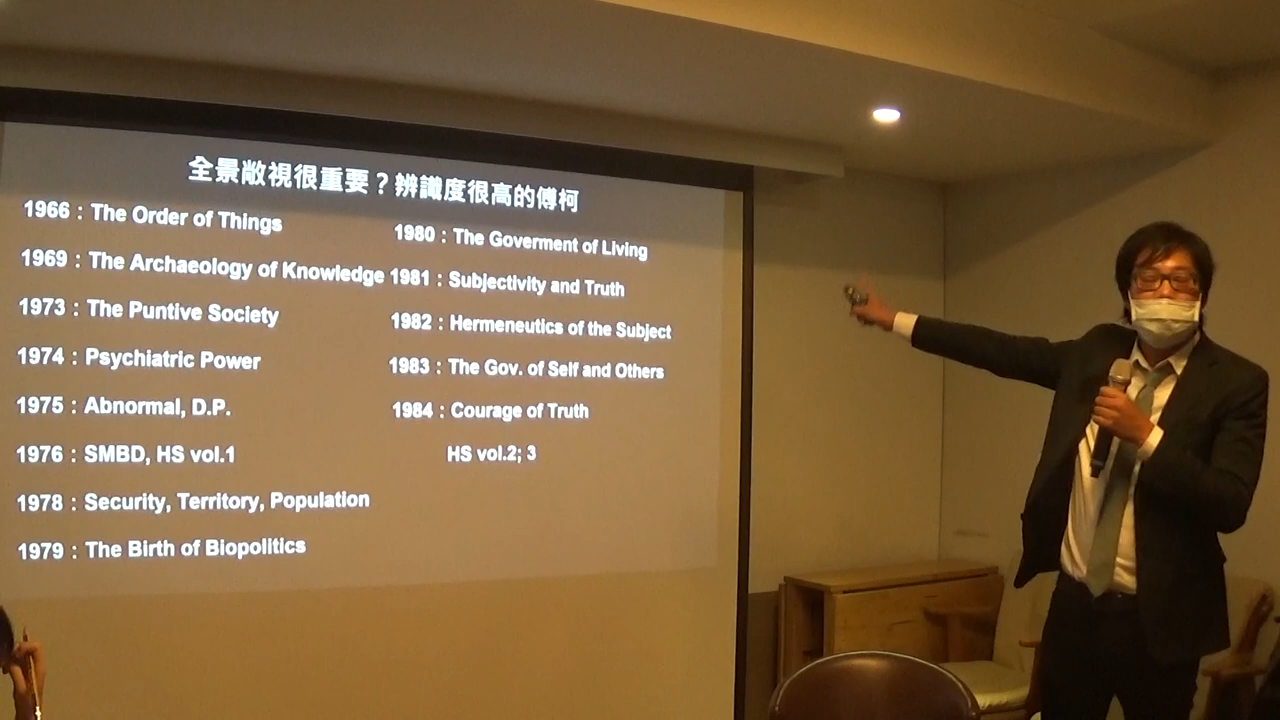 全景敞視很重要？辨識度很高的傅柯
1966：The Order of Things
1969：The Archaeology of Knowledge
1973：The Puntive Society
1974：Psychiatric Power
1975：Abnormal, D.P.
1976：SMBD, HS vol.1
1978：Security, Territory, Population
1979：The Birth of Biopolitics
1980：The Goverment of Living
1981：Subjectivity and Truth
1982：Hermeneutics of the Subject
1983：The Gov. of Self and Others
1984：Courage of Truth
HS vol.2; 3